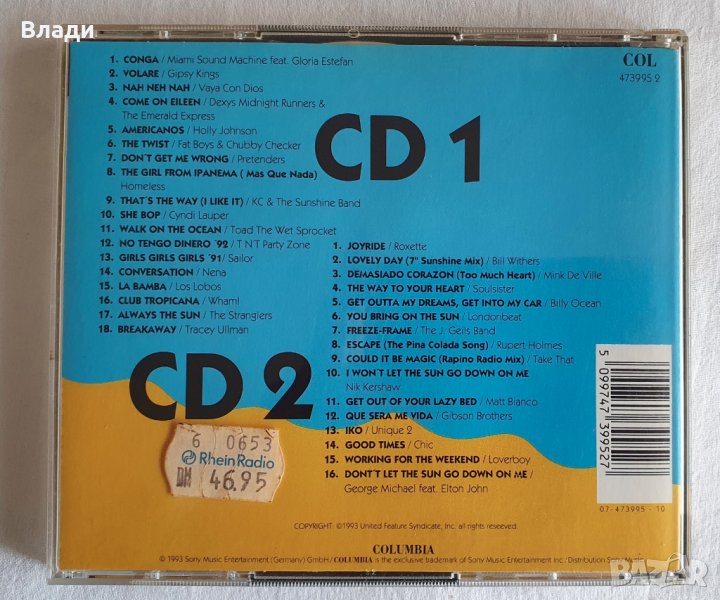 Влади
COL
473995 2
1. CONGA / Miami Sound Machine feat. Gloria Estefan
2. VOLARE / Gipsy Kings
3. NAH NEH NAH / Vaya Con Dios
4. COME ON EILEEN / Dexys Midnight Runners &
The Emerald Express
5. AMERICANOS / Holly Johnson
6. THE TWIST / Fat Boys & Chubby Checker
7. DON'T GET ME WRONG / Pretenders
8. THE GIRL FROM IPANEMA ( Mas Que Nada)
Homeless
9. THAT'S THE WAY (I LIKE IT) / KC & The Sunshine Band
10. SHE BOP / Cyndi Lauper
11. WALK ON THE OCEAN / Toad The Wet Sprocket
12. NO TENGO DINERO '92 / T 'N'T Party Zone
13. GIRLS GIRLS GIRLS '91 / Sailor
14. CONVERSATION / Nena
15. LA BAMBA / Los Lobos
16. CLUB TROPICANA / Wham!
17. ALWAYS THE SUN / The Stranglers
18. BREAKAWAY / Tracey Ullman
CD 1
1. JOYRIDE / Roxette
2. LOVELY DAY (7" Sunshine Mix) / Bill Withers
3. DEMASIADO CORAZON (Too Much Heart) / Mink De Ville
4. THE WAY TO YOUR HEART / Soulsister
5. GET OUTTA MY DREAMS, GET INTO MY CAR / Billy Ocean
6. YOU BRING ON THE SUN / Londonbeat
7. FREEZE-FRAME / The J. Geils Band
8. ESCAPE (The Pina Colada Song) / Rupert Holmes
9. COULD IT BE MAGIC (Rapino Radio Mix) / Take That
10. I WON'T LET THE SUN GO DOWN ON ME
Nik Kershaw
11. GET OUT OF YOUR LAZY BED / Matt Bianco
12. QUE SERA ME VIDA / Gibson Brothers
13. IKO / Unique 2
14. GOOD TIMES / Chic
15. WORKING FOR THE WEEKEND / Loverboy
16. DONT'T LET THE SUN GO DOWN ON ME /
George Michael feat. Elton John
CD 2
6 0653
RheinRadio
DM 46.95
5 099747 399527
07-473995-10
COPYRIGHT: ©1993 United Feature Syndicate, Inc. all rights reseeved.
COLUMBIA
© 1993 Sony Music Entertainment (Germany) GmbH / COLUMBIA is the exclusive trademark of Sony Music Entertainment Inc. / Distribution Sony Music
BAZAR